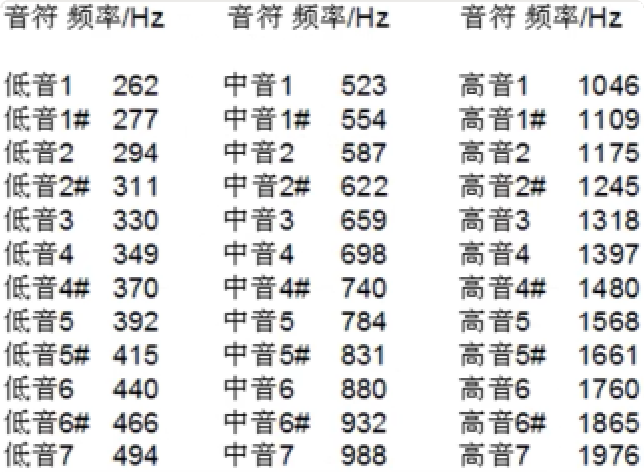 音符 频率/Hz 音符 频率/Hz 音符 频率/Hz
低音1 262 中音1 523 高音1 1046
低音1# 277 中音1# 554 高音1# 1109
低音2 294 中音2 587 高音2 1175
低音2# 311 中音2# 622 高音2# 1245
低音3 330 中音3 659 高音3 1318
低音4 349 中音4 698 高音4 1397
低音4# 370 中音4# 740 高音4# 1480
低音5 392 中音5 784 高音5 1568
低音5# 415 中音5# 831 高音5# 1661
低音6 440 中音6 880 高音6 1760
低音6# 466 中音6# 932 高音6# 1865
低音7 494 中音7 988 高音7 1976